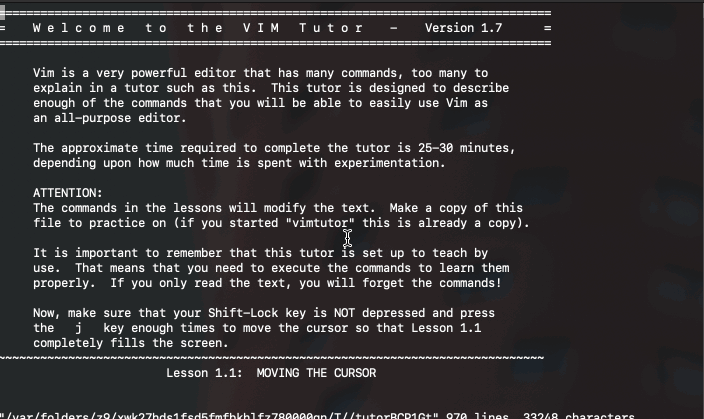 ===============================================================================
=    W e l c o m e   t o   t h e   V I M   T u t o r    -    Version 1.7      =
===============================================================================
Vim is a very powerful editor that has many commands, too many to
explain in a tutor such as this.  This tutor is designed to describe
enough of the commands that you will be able to easily use Vim as
an all-purpose editor.
The approximate time required to complete the tutor is 25-30 minutes,
depending upon how much time is spent with experimentation.
ATTENTION:
The commands in the lessons will modify the text.  Make a copy of this
file to practice on (if you started "vimtutor" this is already a copy).
It is important to remember that this tutor is set up to teach by
use.  That means that you need to execute the commands to learn them
properly.  If you only read the text, you will forget the commands!
Now, make sure that your Shift-Lock key is NOT depressed and press
the   j   key enough times to move the cursor so that Lesson 1.1
completely fills the screen.
~~~~~~~~~~~~~~~~~~~~~~~~~~~~~~~~~~~~~~~~~~~~~~~~~~~~~~~~~~~~~~~~~~~~~~~~~~~~~~
Lesson 1.1:  MOVING THE CURSOR
970 lines, 33248 characters